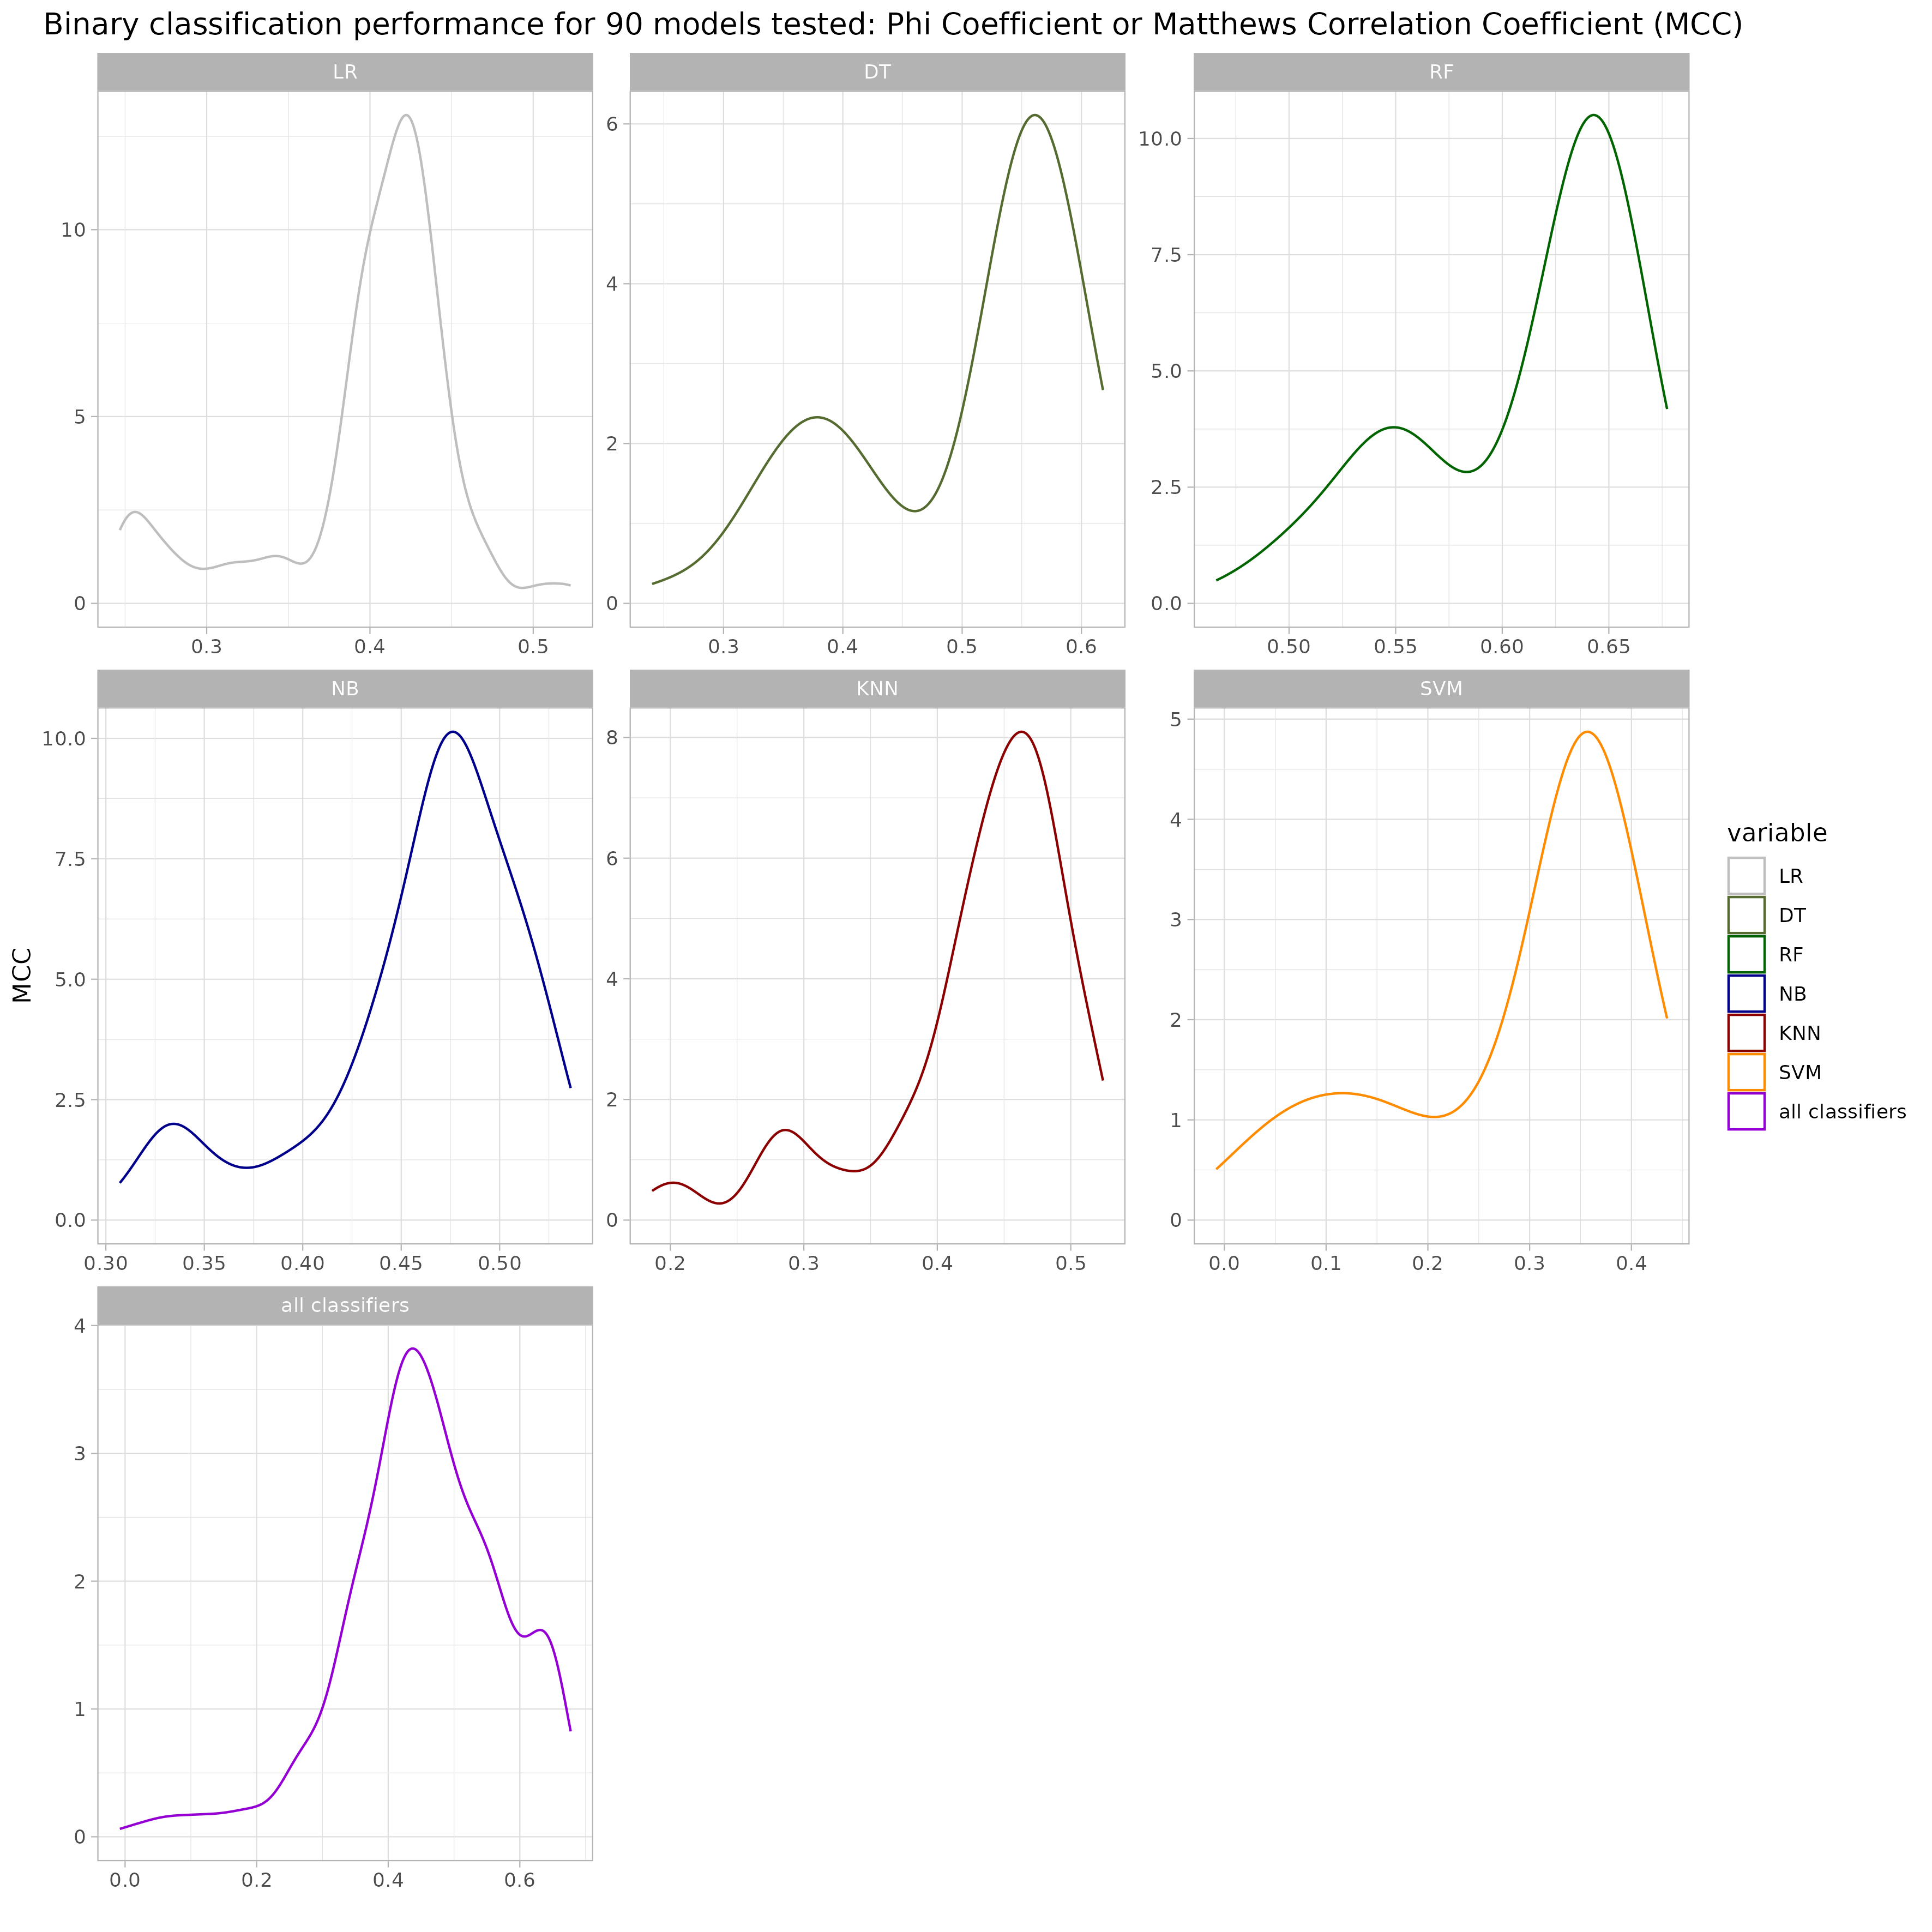 Binary classification performance for 90 models tested: Phi Coefficient or Matthews Correlation Coefficient (MCC)
LR
DT
RF
10
5
0
0.3 0.4 0.5
6
4
2
0
0.3 0.4 0.5 0.6
10.0
7.5
5.0
2.5
0.0
0.50 0.55 0.60 0.65
NB
KNN
SVM
10.0
7.5
5.0
2.5
0.0
0.30 0.35 0.40 0.45 0.50
8
6
4
2
0
0.2 0.3 0.4 0.5
5
4
3
2
1
0
0.0 0.1 0.2 0.3 0.4
MCC
all classifiers
4
3
2
1
0
0.0 0.2 0.4 0.6
variable
LR
DT
RF
NB
KNN
SVM
all classifiers